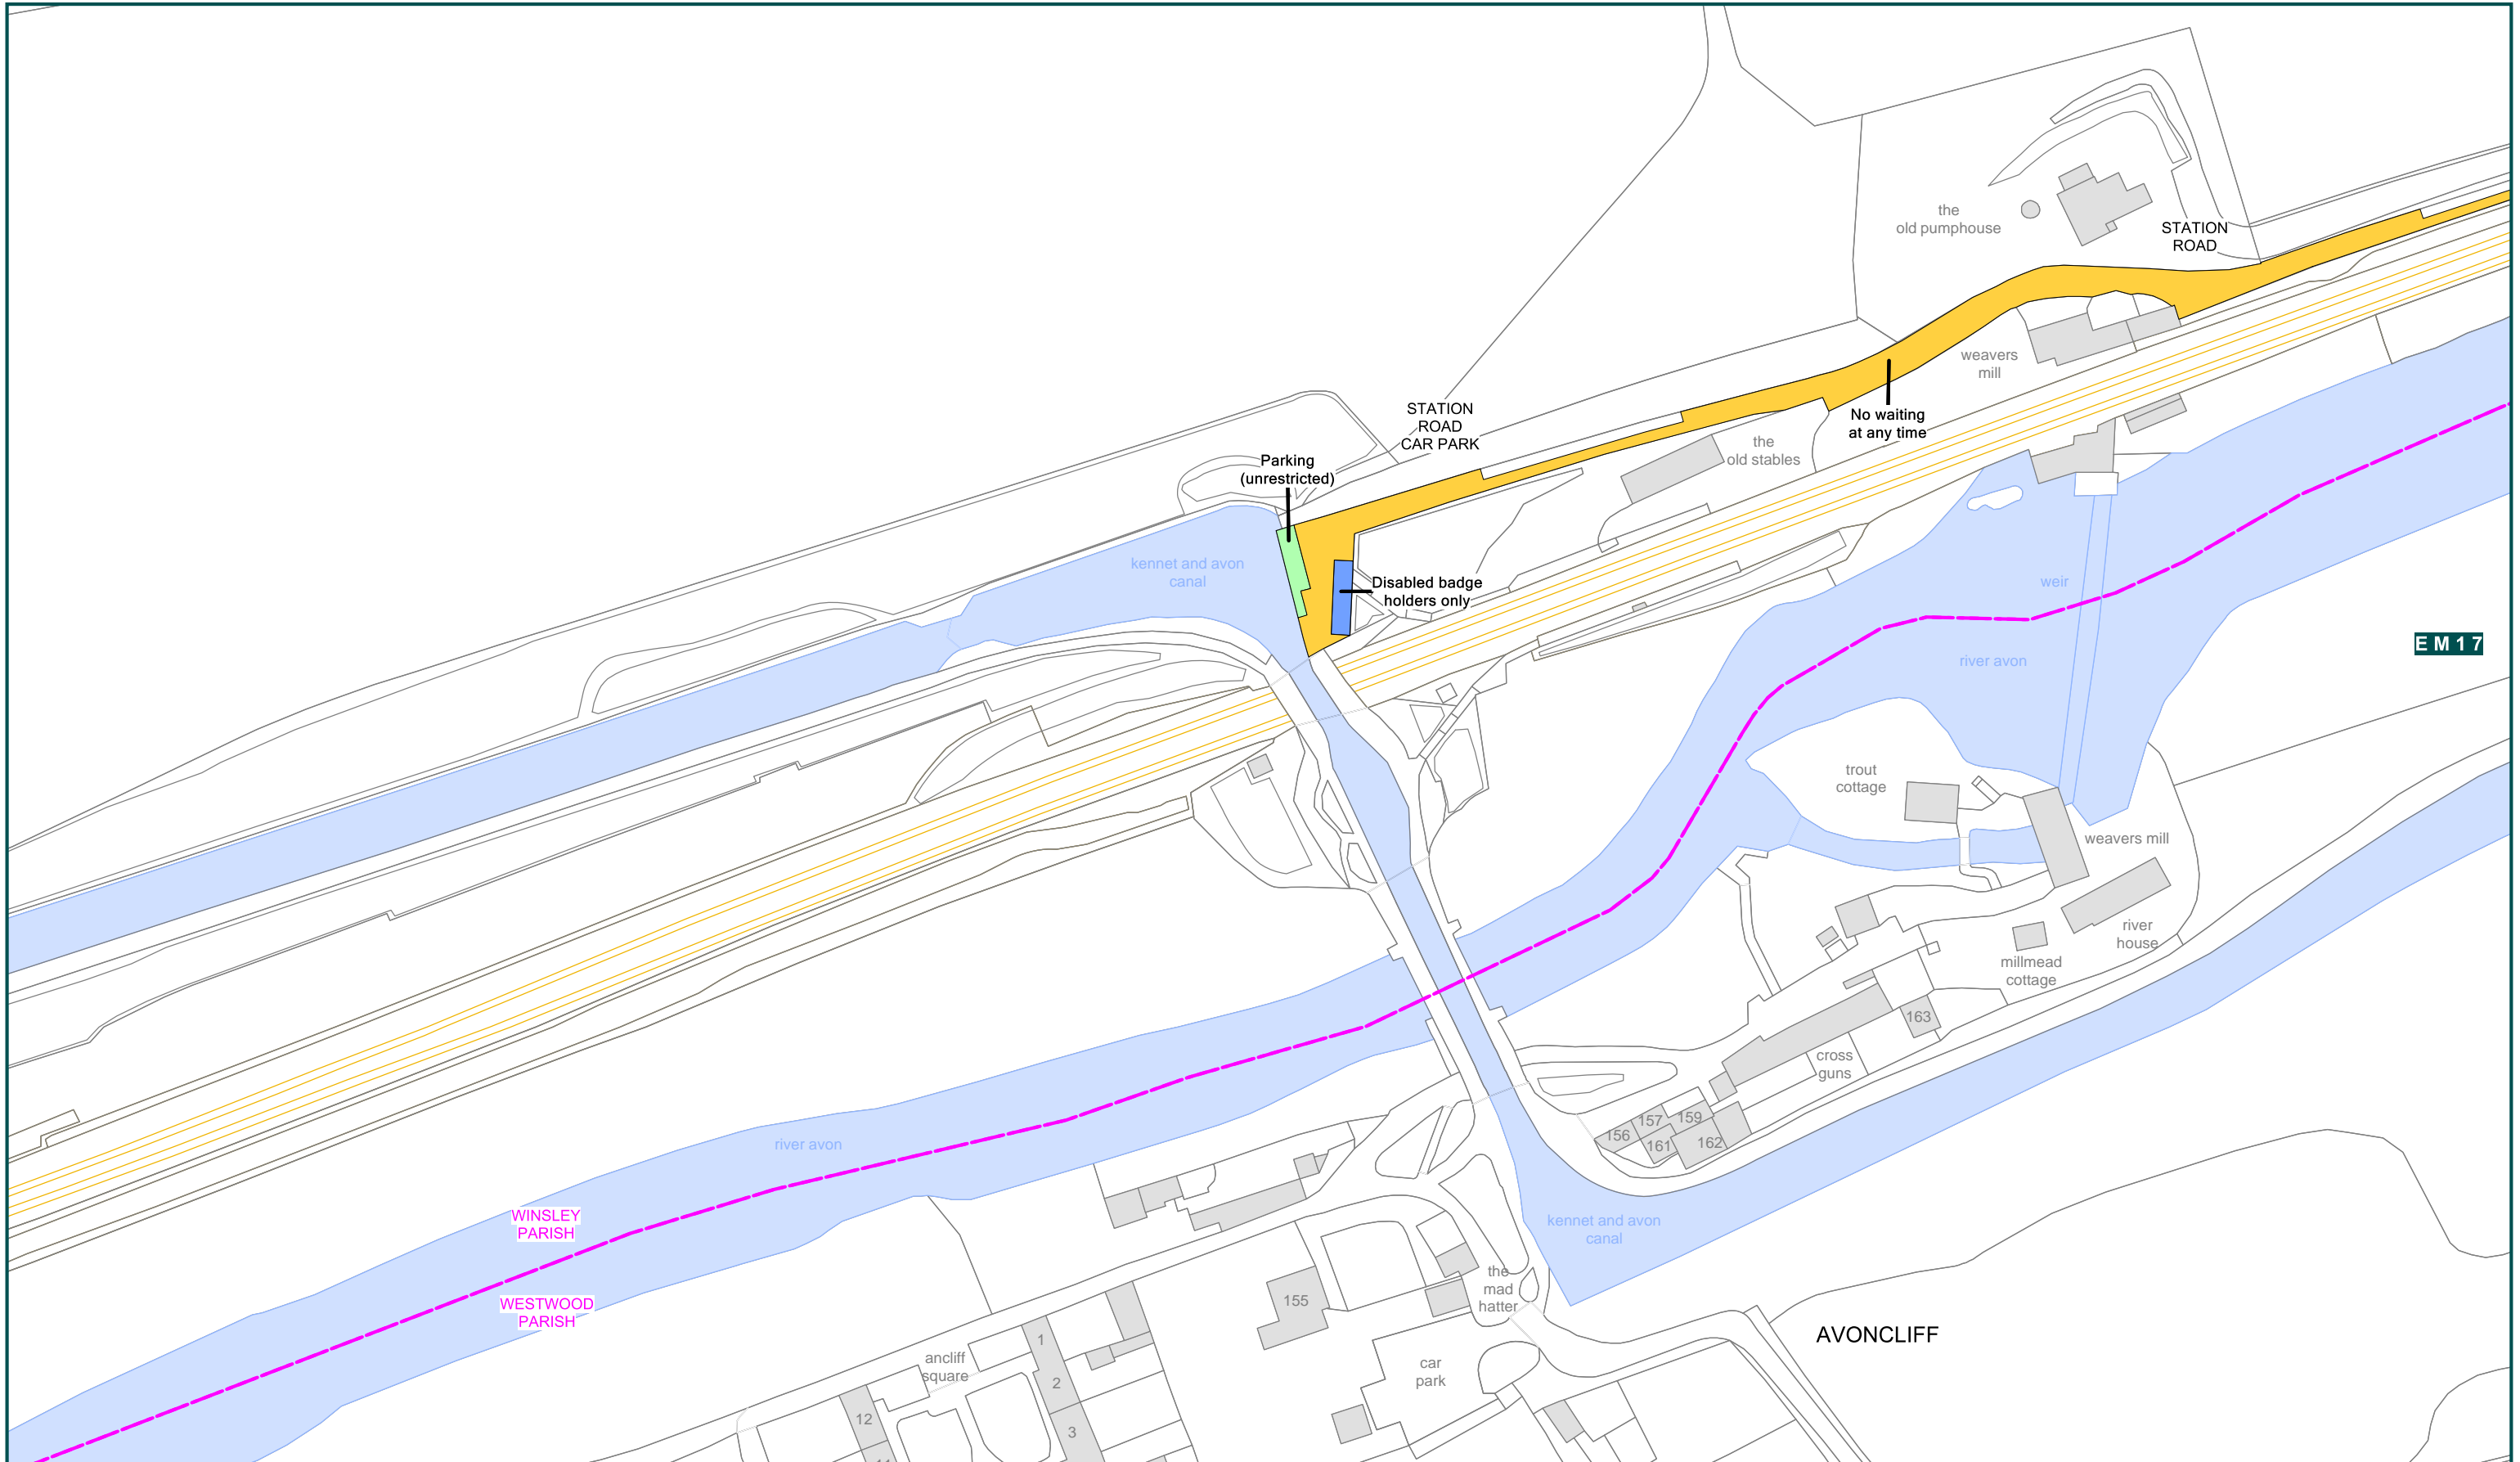 the
old pumphouse
STATION
ROAD
weavers
mill
No waiting
at any time
STATION
ROAD
CAR PARK
the
old stables
Parking
(unrestricted)
kennet and avon
canal
Disabled badge
holders only
weir
river avon
E M 1 7
trout
cottage
weavers mill
river
house
millmead
cottage
163
cross
guns
156
157
159
161
162
river avon
WINSLEY
PARISH
WESTWOOD
PARISH
kennet and avon
canal
the
mad
hatter
155
AVONCLIFF
car
park
ancliff
square
1
2
3
12